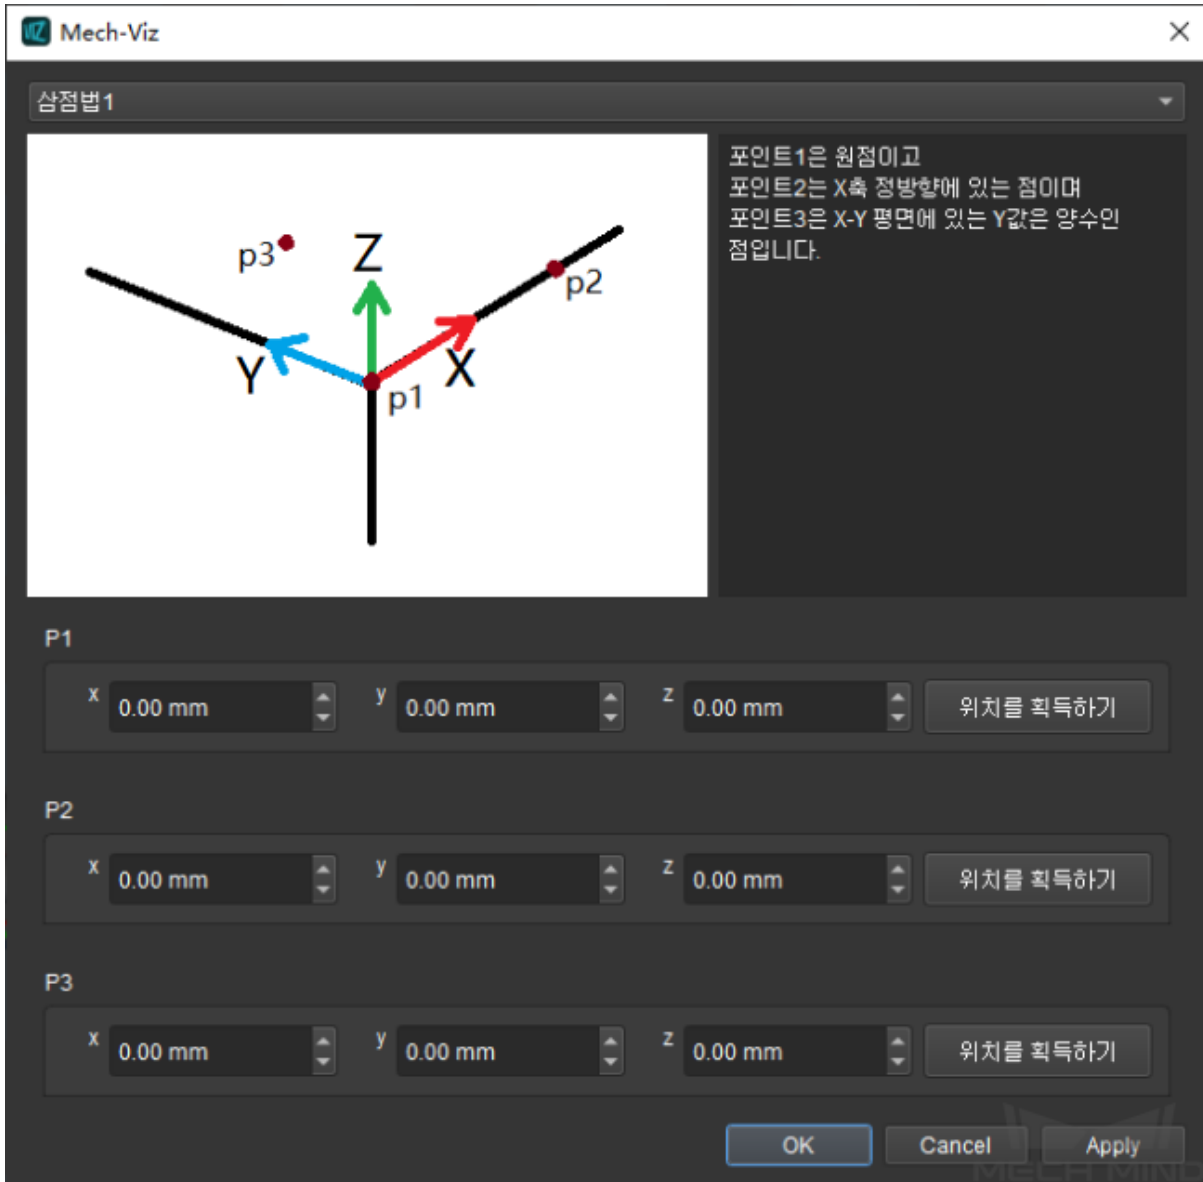 Mech-Viz
삼점법1
포인트1은 원점이고
포인트2는 X축 정방향에 있는 점이며
포인트3은 X-Y 평면에 있는 Y값은 양수인
점입니다.
p3 Z
p2
Y X
p1
P1
x 0.00 mm y 0.00 mm z 0.00 mm 위치를 획득하기
P2
x 0.00 mm y 0.00 mm z 0.00 mm 위치를 획득하기
P3
x 0.00 mm y 0.00 mm z 0.00 mm 위치를 획득하기
OK Cancel Apply
MECH MIND